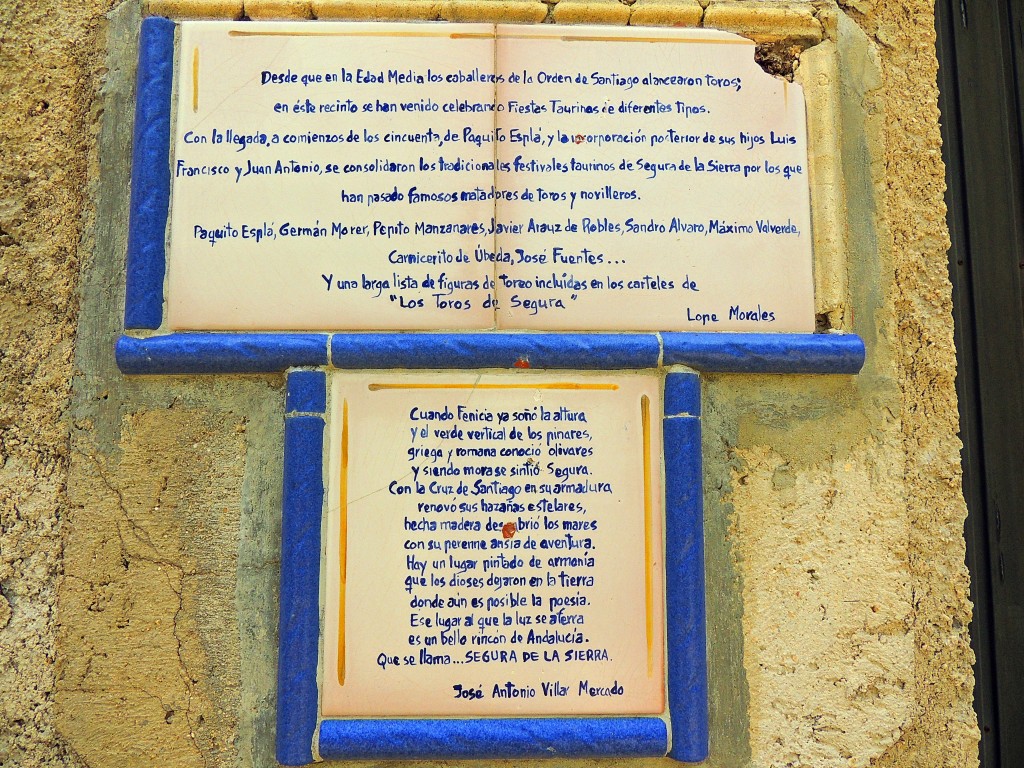 Desde que en la Edad Media los caballeros de la Orden de Santiago alancearon toros;
en éste recinto se han venido celebrando Fiestas Taurinas de diferentes tipos.
Con la llegada, a comienzos de los cincuenta, de Paquito Esplá, y la incorporación posterior de sus hijos Luis
Francisco y Juan Antonio, se consolidaron los tradicionales festivales taurinos de Segura de la Sierra por los que
han pasado famosos matadores de toros y novilleros.
Paquito Esplá, Germán Morer, Pepito Manzanares, Javier Arauz de Robles, Sandro Alvaro, Máximo Valverde,
Carnicerito de Úbeda, José Fuentes...
Y una larga lista de figuras de toreo incluídas en los carteles de
"Los Toros de Segura"
Lope Morales
Cuando Fenicia ya soñó la altura
y el verde vertical de los pinares,
griega y romana conoció olivares
y siendo mora se sintió Segura.
Con la Cruz de Santiago en su armadura
renovó sus hazañas estelares,
hecha madera descubrió los mares
con su perenne ansia de aventura.
Hay un lugar pintado de armonía
que los dioses dejaron en la tierra
donde aún es posible la poesía.
Ese lugar al que la luz se aferra
es un bello rincón de Andalucía.
Que se llama...SEGURA DE LA SIERRA.
José Antonio Villar Mercado